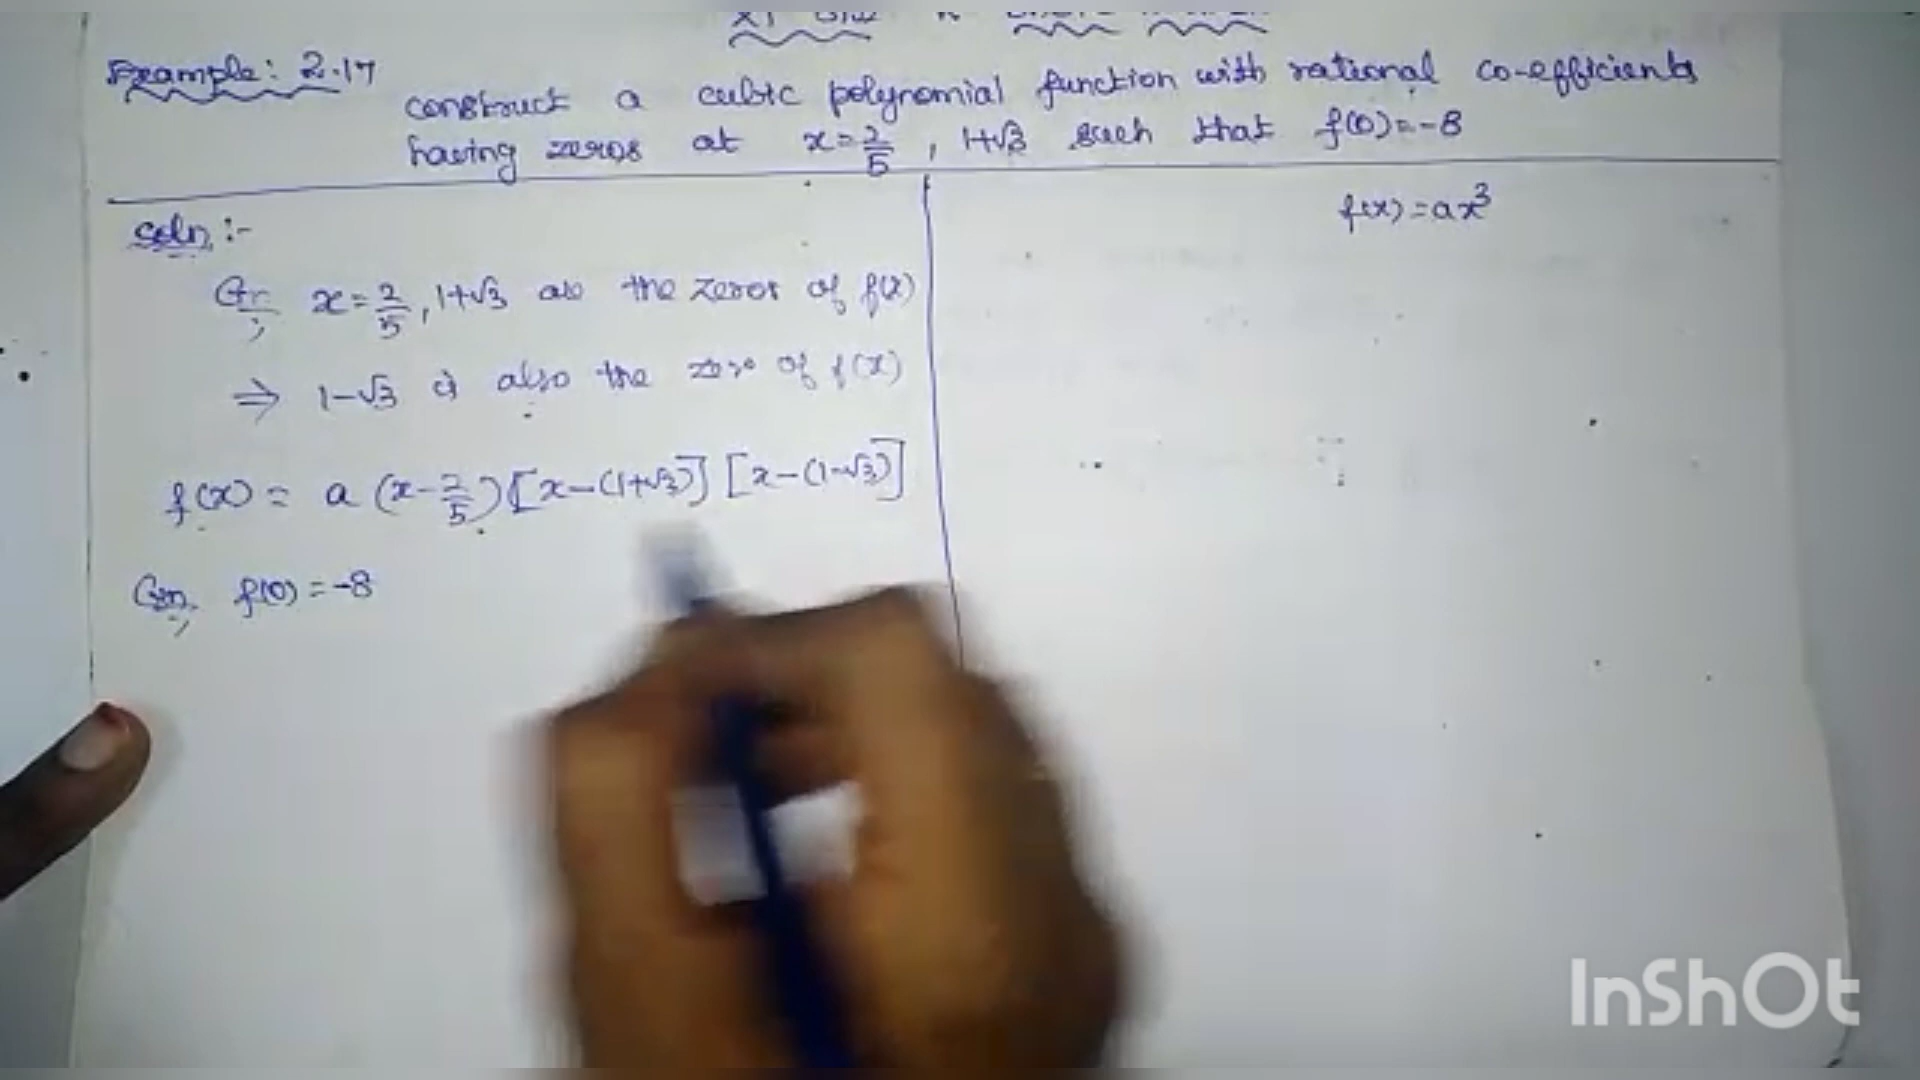 Example: 2.17
construct a cubic polynomial function with rational co-efficients
having zeros at x=2/5, 1+√3 such that f(0)=-8
Soln:-
Gn; x=2/5, 1+√3 are the zeros of f(x)
⇒ 1-√3 is also the zero of f(x)
f(x) = a (x-2/5) [x-(1+√3)] [x-(1-√3)]
Gn; f(0)=-8
f(x)=ax³
InShOt